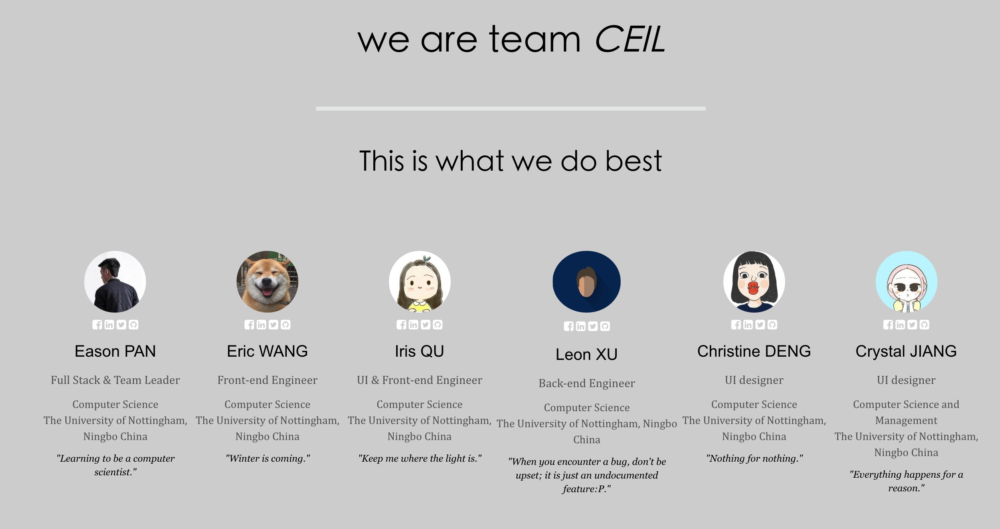 we are team CEIL
This is what we do best
Eason PAN
Full Stack & Team Leader
Computer Science
The University of Nottingham,
Ningbo China
"Learning to be a computer
scientist."
Eric WANG
Front-end Engineer
Computer Science
The University of Nottingham,
Ningbo China
"Winter is coming."
Iris QU
UI & Front-end Engineer
Computer Science
The University of Nottingham,
Ningbo China
"Keep me where the light is."
Leon XU
Back-end Engineer
Computer Science
The University of Nottingham, Ningbo
China
"When you encounter a bug, don't be
upset; it is just an undocumented
feature:P."
Christine DENG
UI designer
Computer Science
The University of Nottingham,
Ningbo China
"Nothing for nothing."
Crystal JIANG
UI designer
Computer Science and
Management
The University of Nottingham,
Ningbo China
"Everything happens for a
reason."